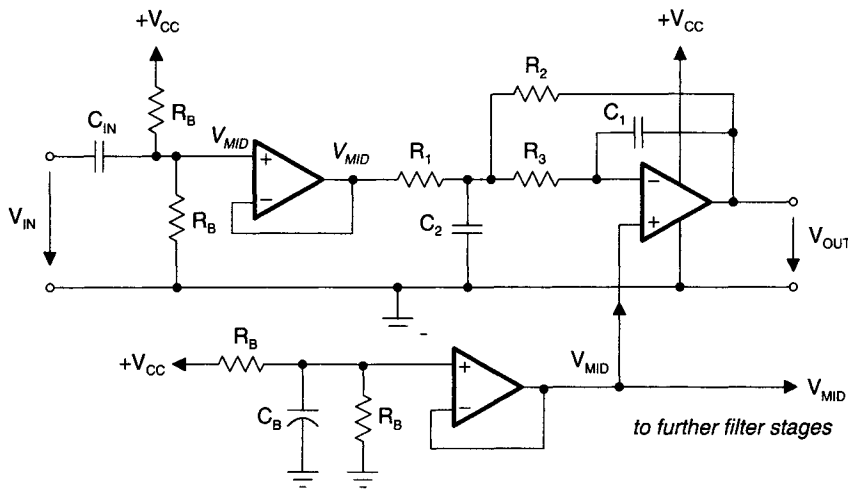 +VCC
+VCC
R2
CIN
RB
VMID
VMID
R1
C1
R3
+
−
−
+
VIN
RB
C2
VOUT
+VCC
RB
+
−
VMID
VMID
CB
RB
to further filter stages